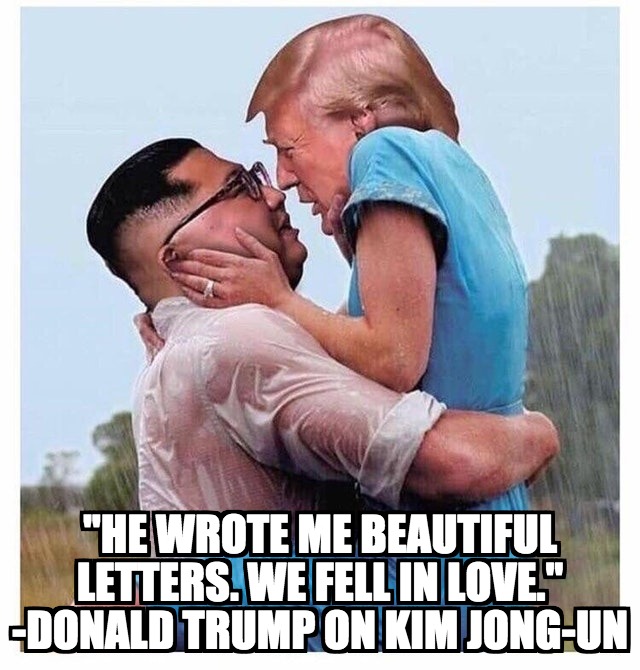 "HE WROTE ME BEAUTIFUL
LETTERS. WE FELL IN LOVE."
-DONALD TRUMP ON KIM JONG-UN